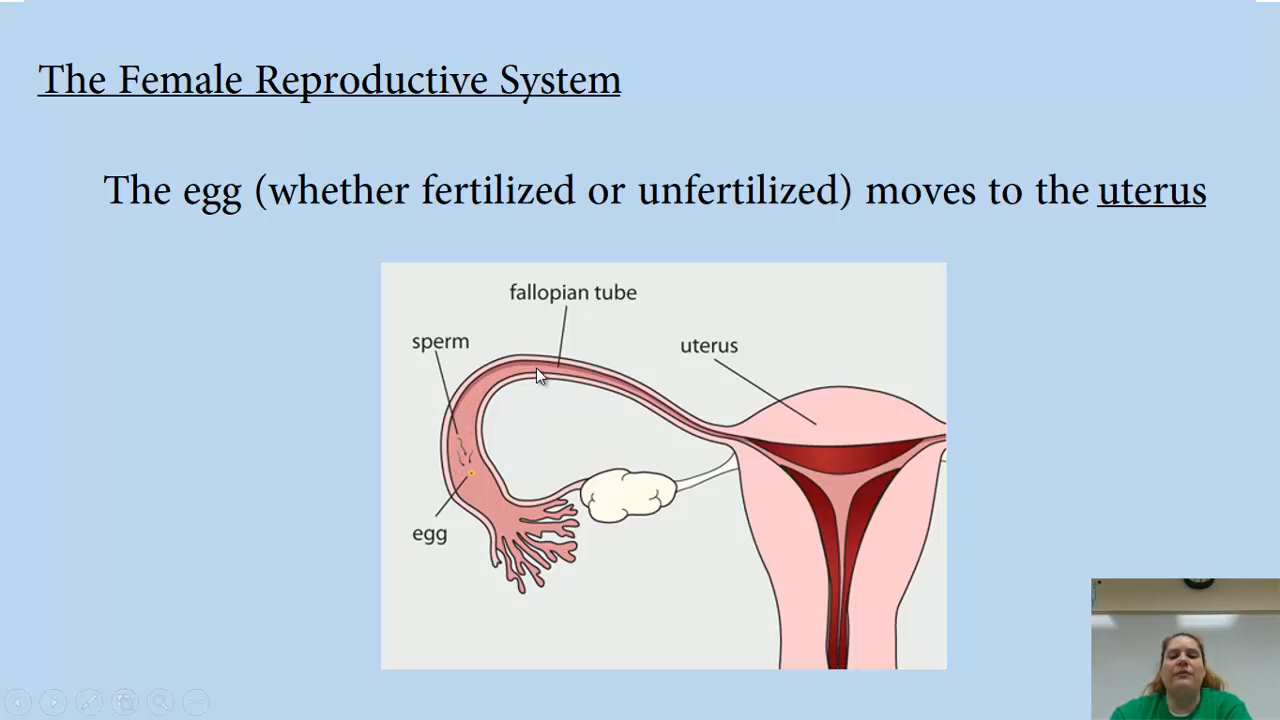 The Female Reproductive System
The egg (whether fertilized or unfertilized) moves to the uterus
fallopian tube
sperm
uterus
egg